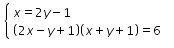 x = 2y − 1
(2x − y + 1)(x + y + 1) = 6